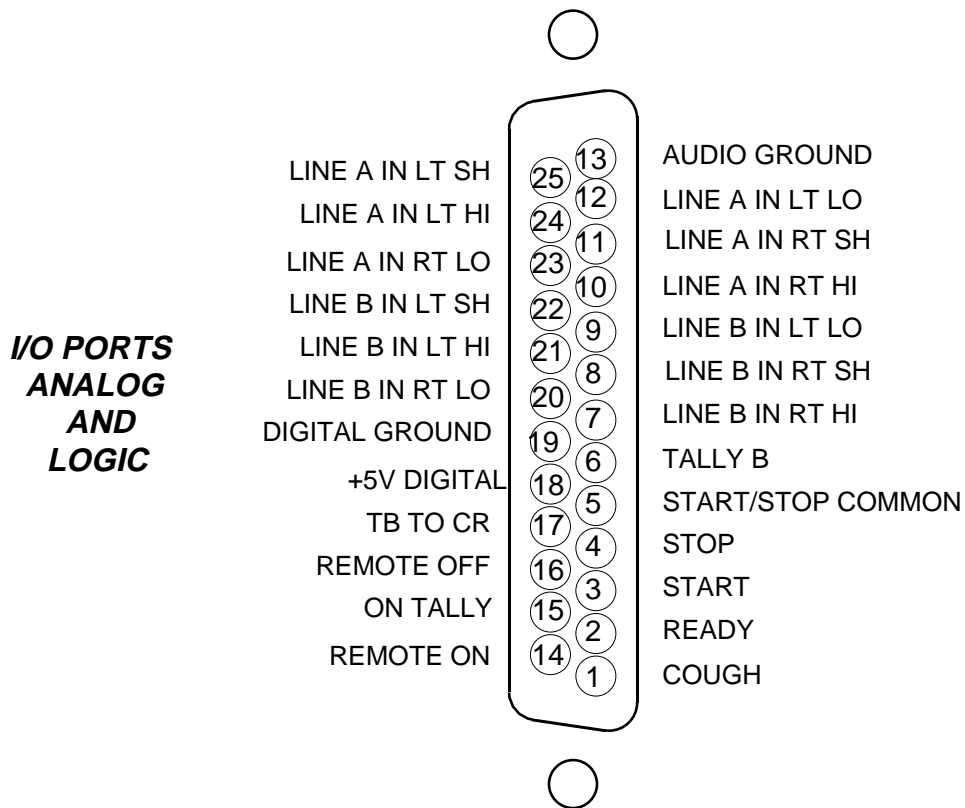 I/O PORTS
ANALOG
AND
LOGIC
LINE A IN LT SH
LINE A IN LT HI
LINE A IN RT LO
LINE B IN LT SH
LINE B IN LT HI
LINE B IN RT LO
DIGITAL GROUND
+5V DIGITAL
TB TO CR
REMOTE OFF
ON TALLY
REMOTE ON
25
24
23
22
21
20
19
18
17
16
15
14
13
12
11
10
9
8
7
6
5
4
3
2
1
AUDIO GROUND
LINE A IN LT LO
LINE A IN RT SH
LINE A IN RT HI
LINE B IN LT LO
LINE B IN RT SH
LINE B IN RT HI
TALLY B
START/STOP COMMON
STOP
START
READY
COUGH